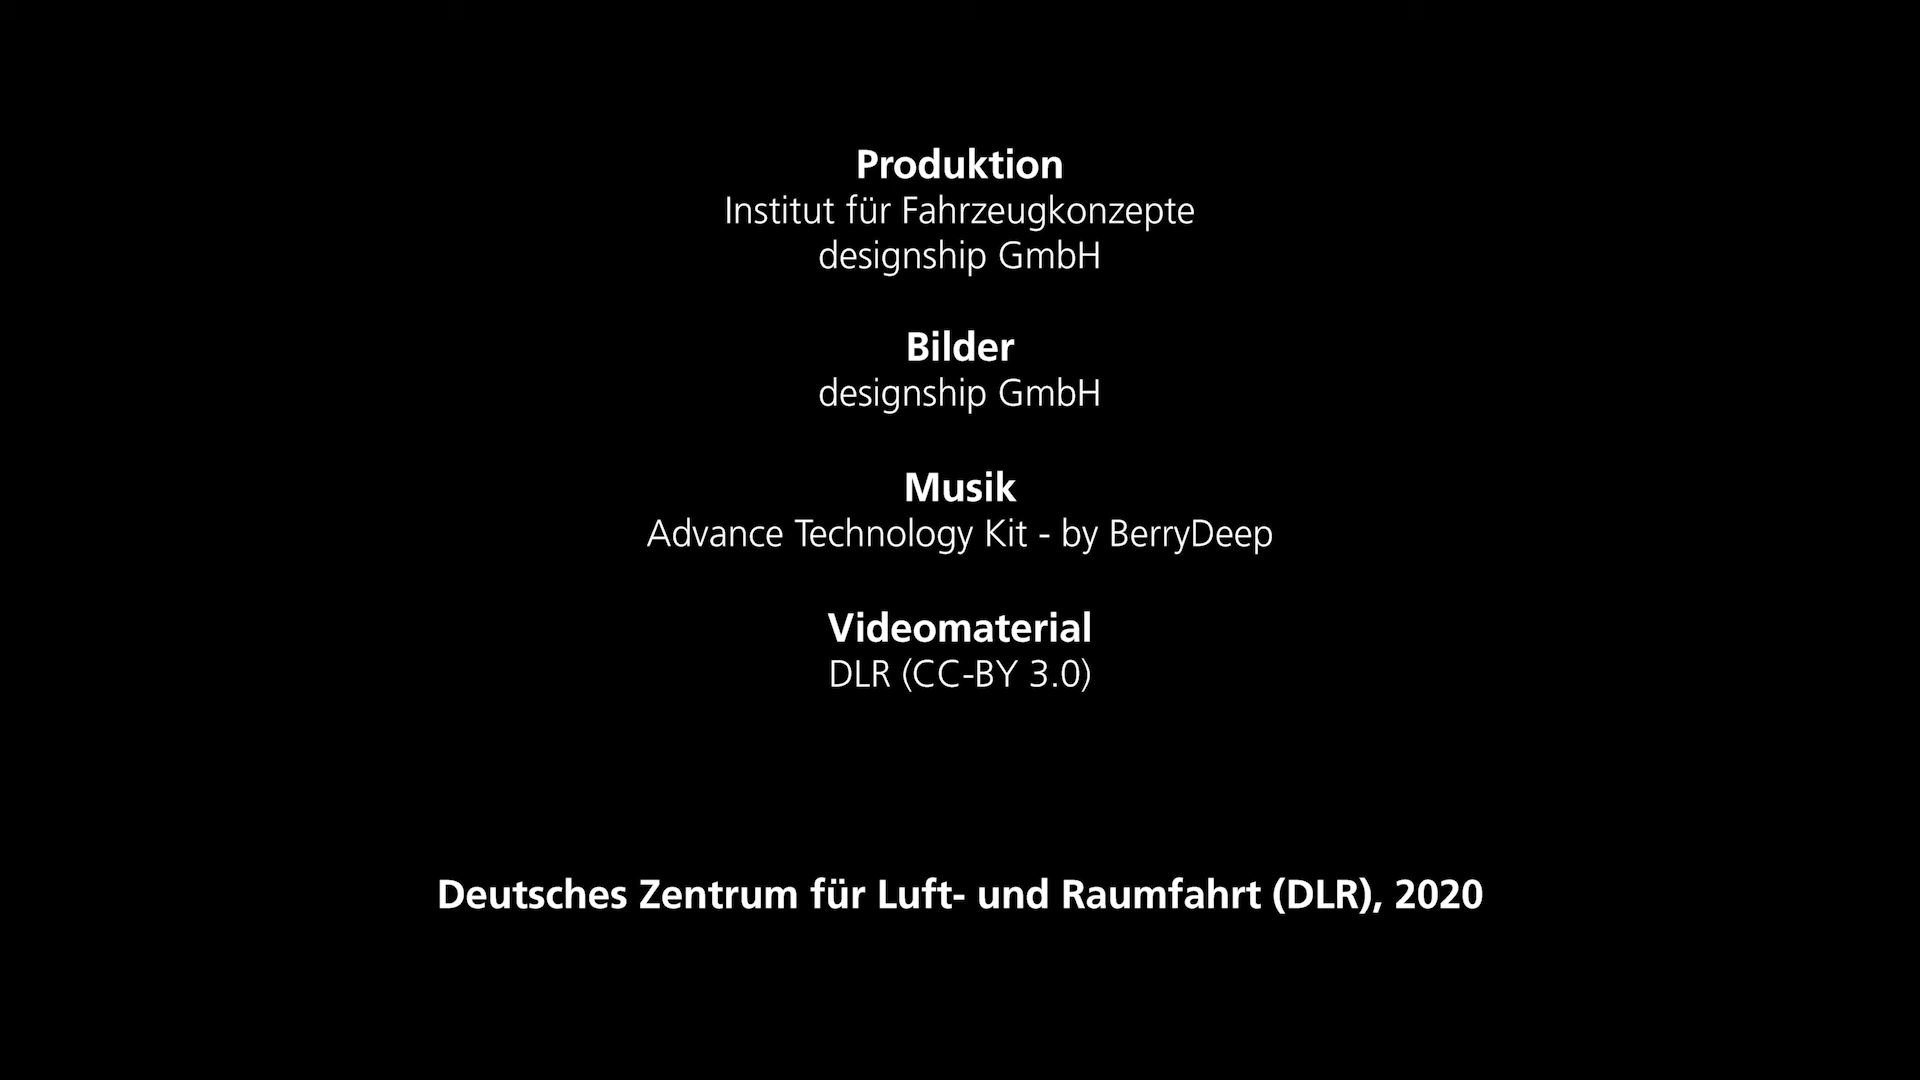 Produktion
Institut für Fahrzeugkonzepte
designship GmbH
Bilder
designship GmbH
Musik
Advance Technology Kit - by BerryDeep
Videomaterial
DLR (CC-BY 3.0)
Deutsches Zentrum für Luft- und Raumfahrt (DLR), 2020